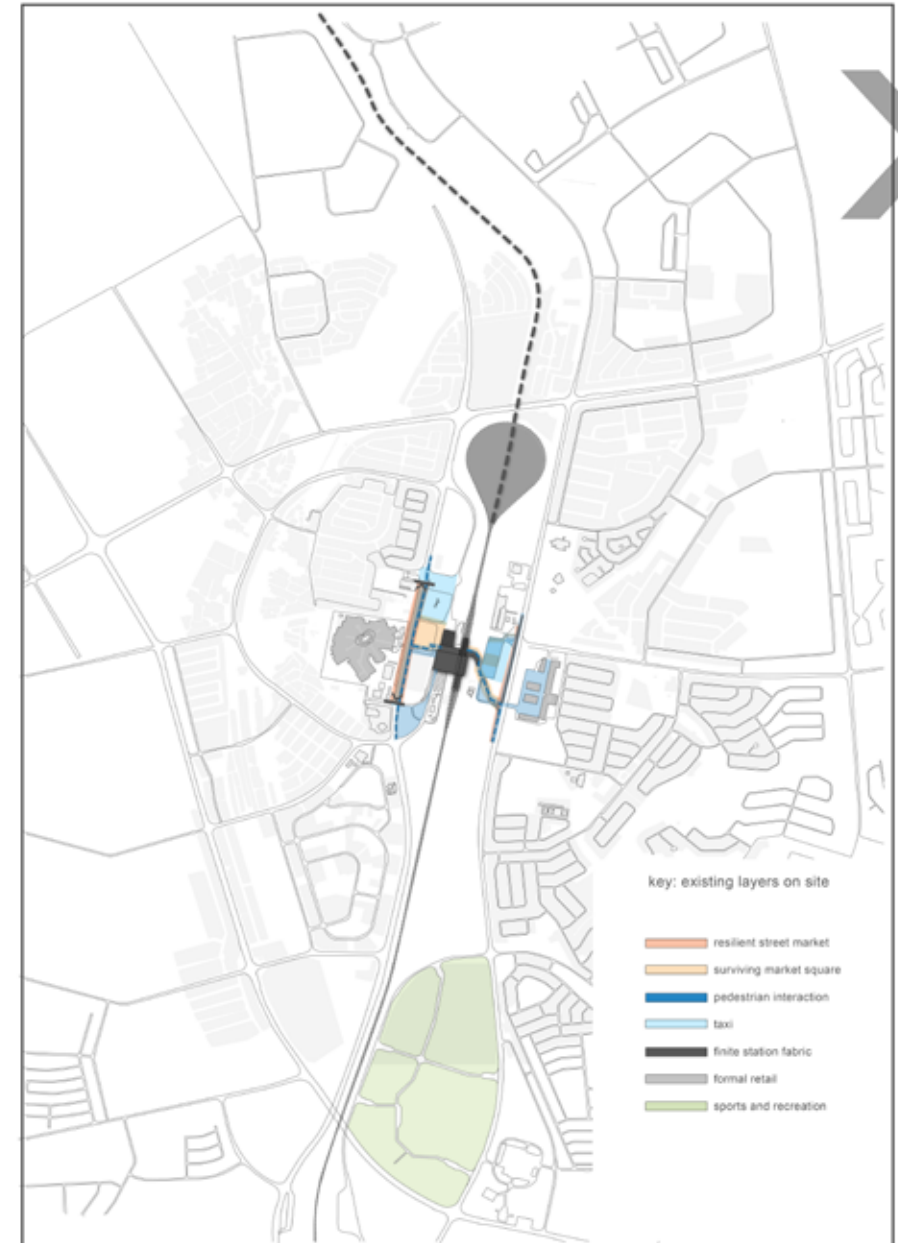 key: existing layers on site
resilient street market
surviving market square
pedestrian interaction
taxi
finite station fabric
formal retail
sports and recreation